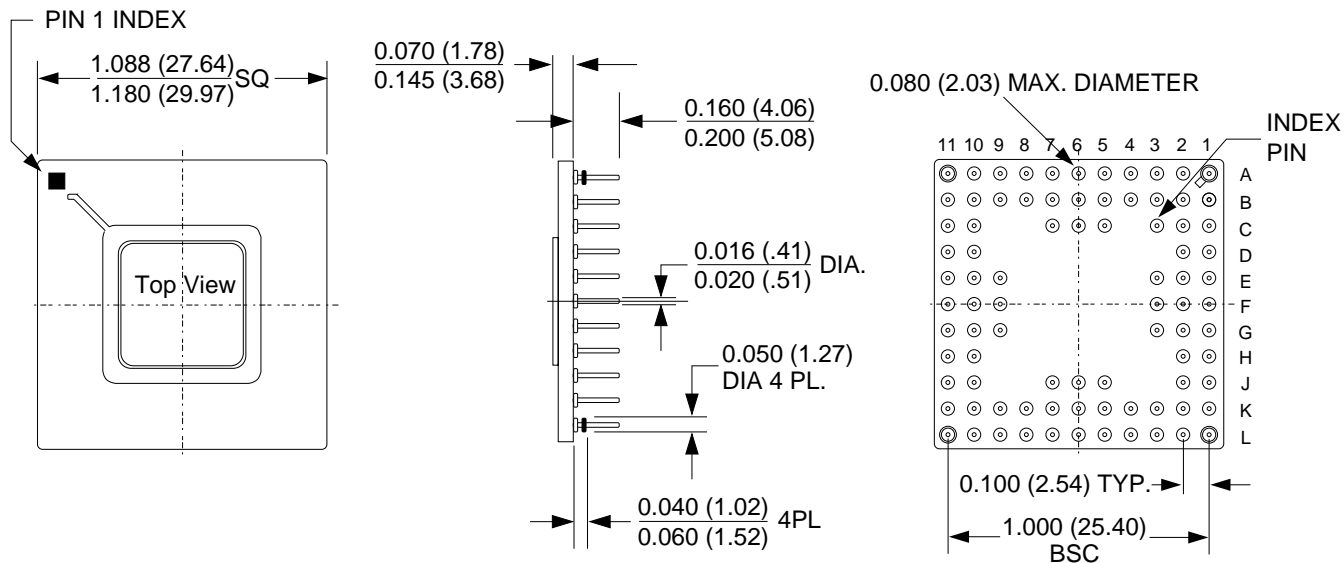 PIN 1 INDEX
1.088 (27.64)
1.180 (29.97)
SQ
Top View
0.070 (1.78)
0.145 (3.68)
0.160 (4.06)
0.200 (5.08)
0.016 (.41)
0.020 (.51)
DIA.
0.050 (1.27)
DIA 4 PL.
0.040 (1.02)
0.060 (1.52)
4PL
0.080 (2.03) MAX. DIAMETER
INDEX
PIN
11 10 9 8 7 6 5 4 3 2 1
A
B
C
D
E
F
G
H
J
K
L
0.100 (2.54) TYP.
1.000 (25.40)
BSC